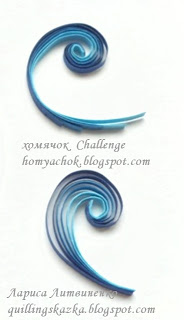 хомячок Challenge
homyachok.blogspot.com
Лариса Литвиненко
quillingskazka.blogspot.com